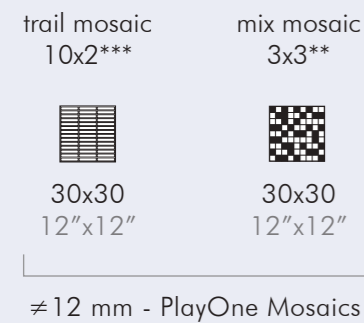 trail mosaic
10x2***
30x30
12"x12"
mix mosaic
3x3**
30x30
12"x12"
≠12 mm - PlayOne Mosaics